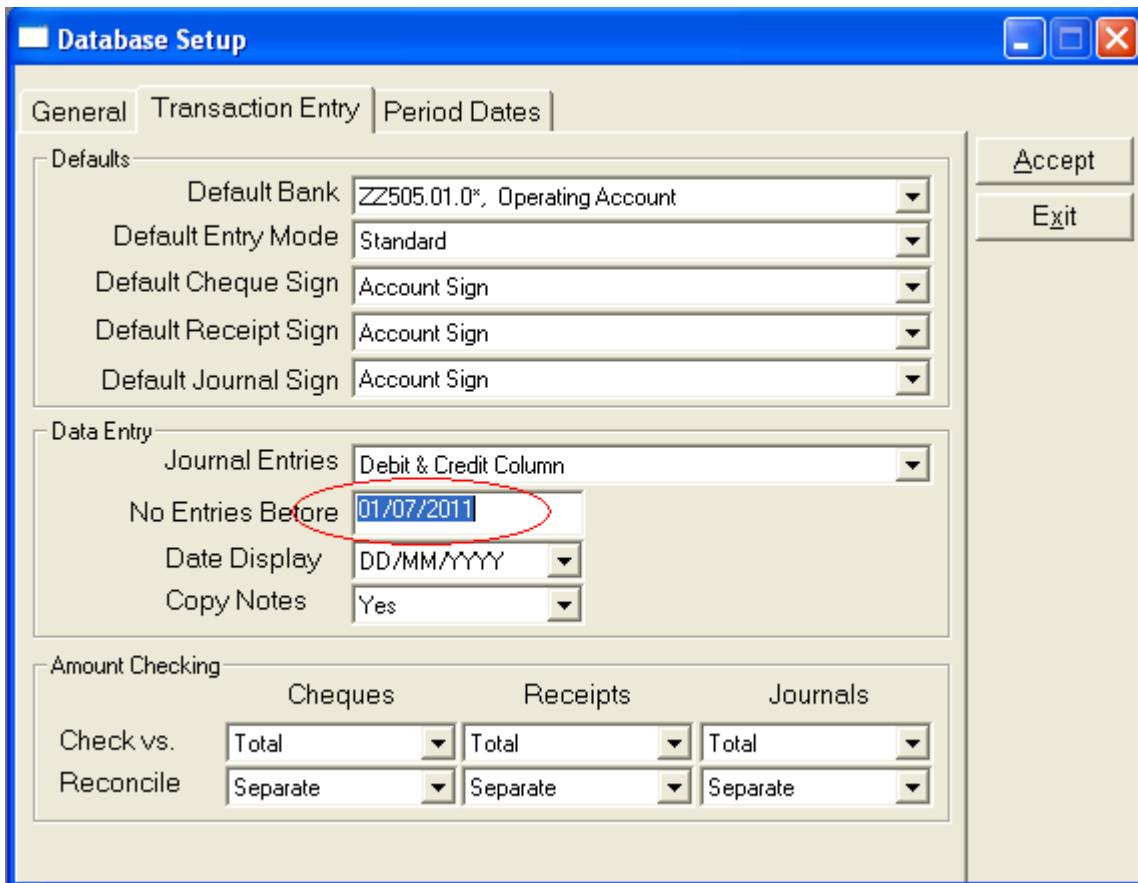 Database Setup
General Transaction Entry Period Dates
Accept
Exit
Defaults
Default Bank ZZ505.01.0*, Operating Account
Default Entry Mode Standard
Default Cheque Sign Account Sign
Default Receipt Sign Account Sign
Default Journal Sign Account Sign
Data Entry
Journal Entries Debit & Credit Column
No Entries Before 01/07/2011
Date Display DD/MM/YYYY
Copy Notes Yes
Amount Checking
Cheques Receipts Journals
Check vs. Total Total Total
Reconcile Separate Separate Separate